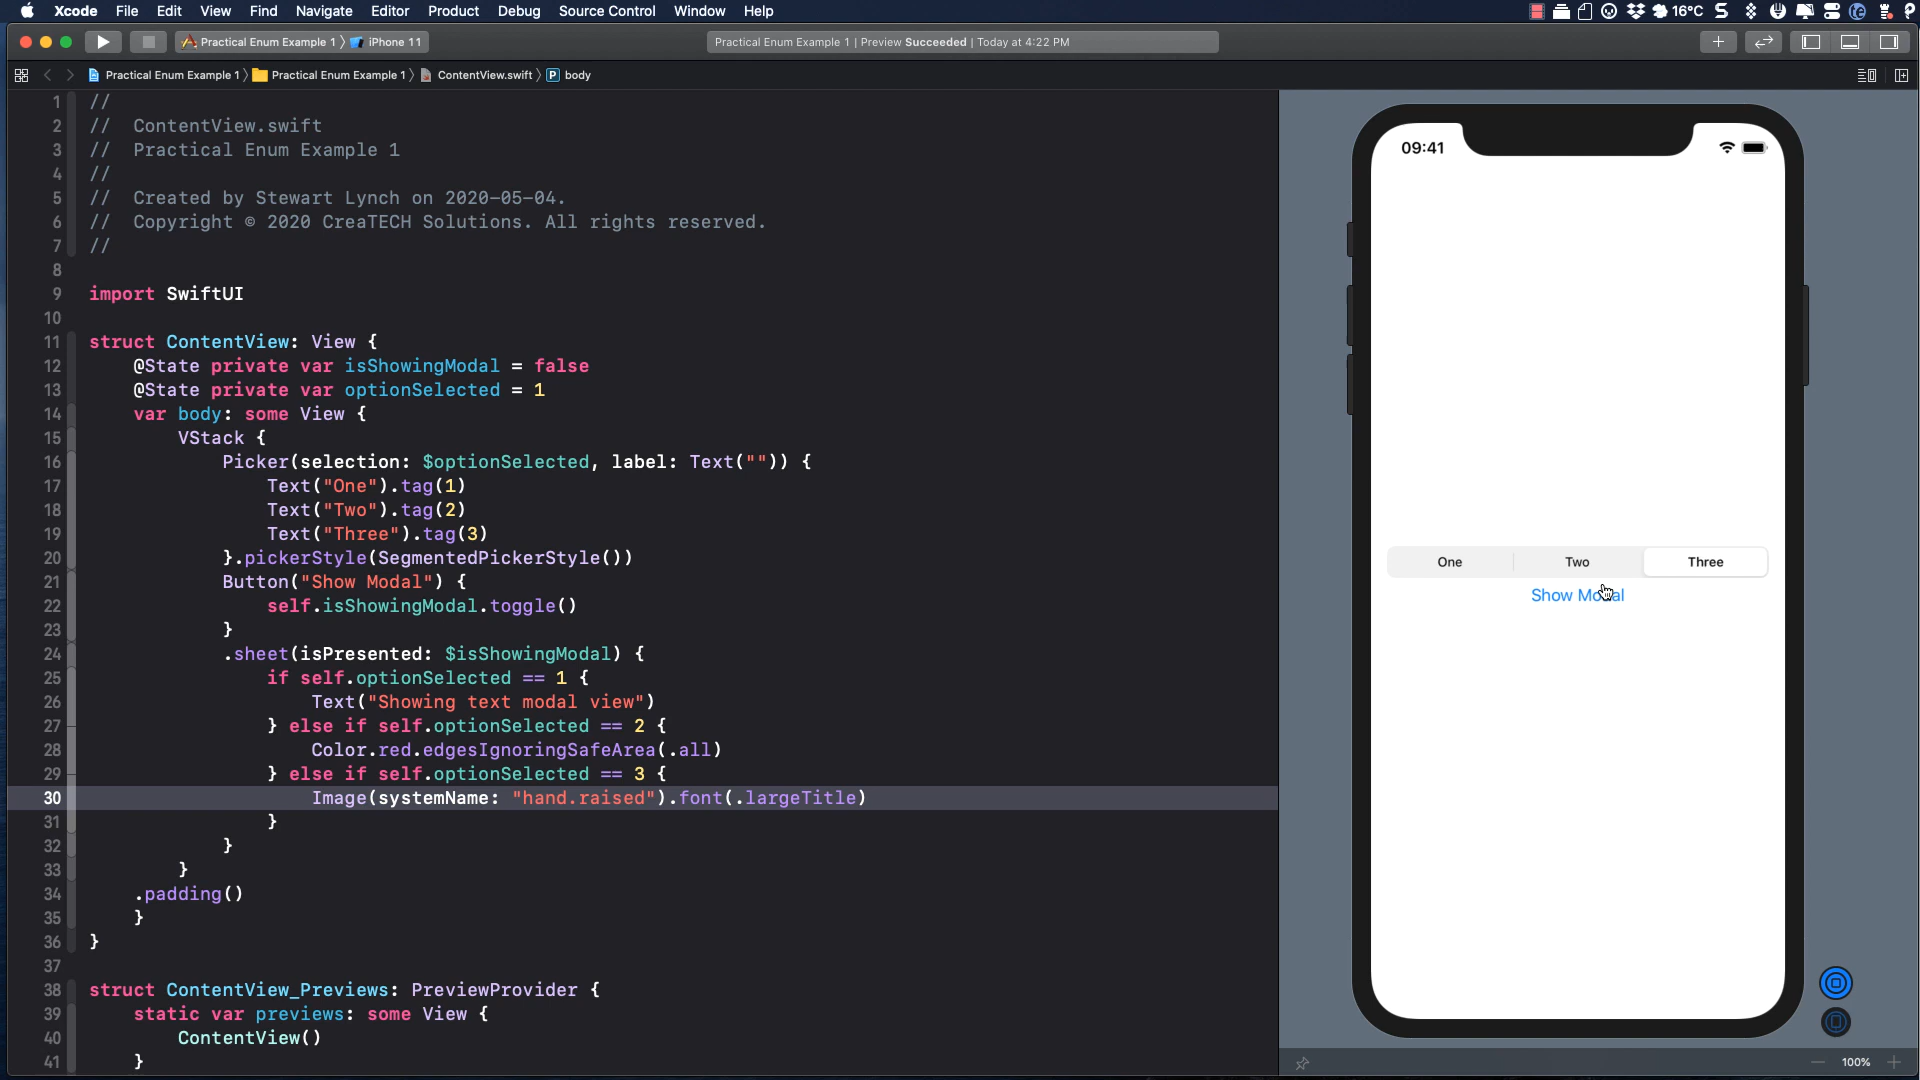 Xcode File Edit View Find Navigate Editor Product Debug Source Control Window Help 16°C
Practical Enum Example 1 〉 iPhone 11
Practical Enum Example 1 | Preview Succeeded | Today at 4:22 PM
Practical Enum Example 1 〉 Practical Enum Example 1 〉 ContentView.swift 〉 P body
1 //
2 //  ContentView.swift
3 //  Practical Enum Example 1
4 //
5 //  Created by Stewart Lynch on 2020-05-04.
6 //  Copyright © 2020 CreaTECH Solutions. All rights reserved.
7 //
8
9 import SwiftUI
10
11 struct ContentView: View {
12     @State private var isShowingModal = false
13     @State private var optionSelected = 1
14     var body: some View {
15         VStack {
16             Picker(selection: $optionSelected, label: Text("")) {
17                 Text("One").tag(1)
18                 Text("Two").tag(2)
19                 Text("Three").tag(3)
20             }.pickerStyle(SegmentedPickerStyle())
21             Button("Show Modal") {
22                 self.isShowingModal.toggle()
23             }
24             .sheet(isPresented: $isShowingModal) {
25                 if self.optionSelected == 1 {
26                     Text("Showing text modal view")
27                 } else if self.optionSelected == 2 {
28                     Color.red.edgesIgnoringSafeArea(.all)
29                 } else if self.optionSelected == 3 {
30                     Image(systemName: "hand.raised").font(.largeTitle)
31                 }
32             }
33         }
34     .padding()
35     }
36 }
37
38 struct ContentView_Previews: PreviewProvider {
39     static var previews: some View {
40         ContentView()
41     }
09:41
One Two Three
Show Modal
100%